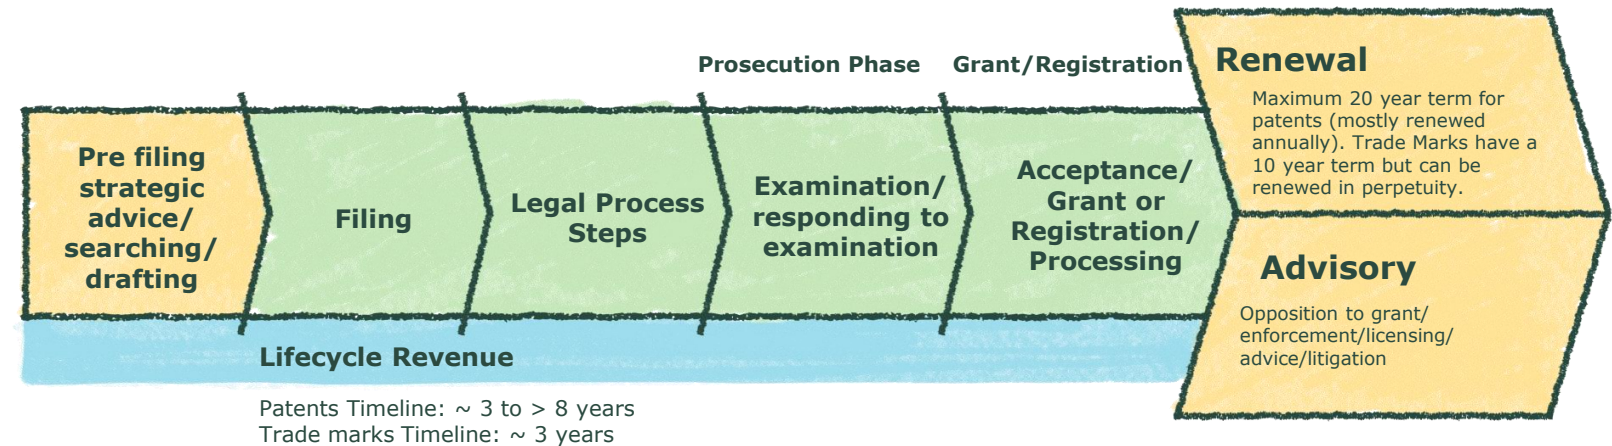 Prosecution Phase
Grant/Registration
Pre filing
strategic
advice/
searching/
drafting
Filing
Legal Process
Steps
Examination/
responding to
examination
Acceptance/
Grant or
Registration/
Processing
Renewal
Maximum 20 year term for
patents (mostly renewed
annually). Trade Marks have a
10 year term but can be
renewed in perpetuity.
Advisory
Opposition to grant/
enforcement/licensing/
advice/litigation
Lifecycle Revenue
Patents Timeline: ~ 3 to > 8 years
Trade marks Timeline: ~ 3 years